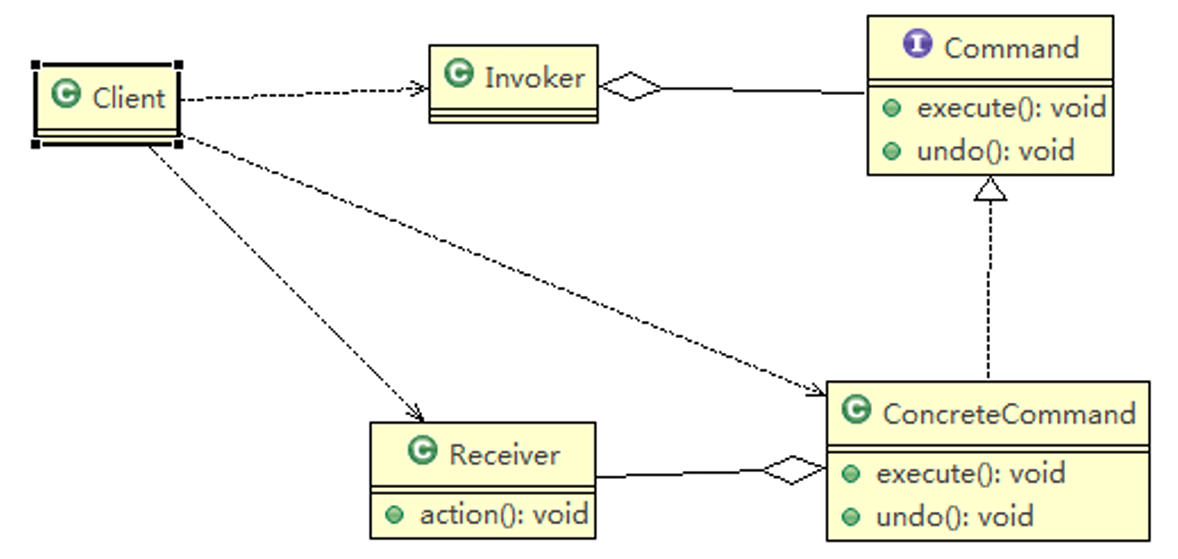 C Client
C Invoker
I Command
execute(): void
undo(): void
C Receiver
action(): void
C ConcreteCommand
execute(): void
undo(): void